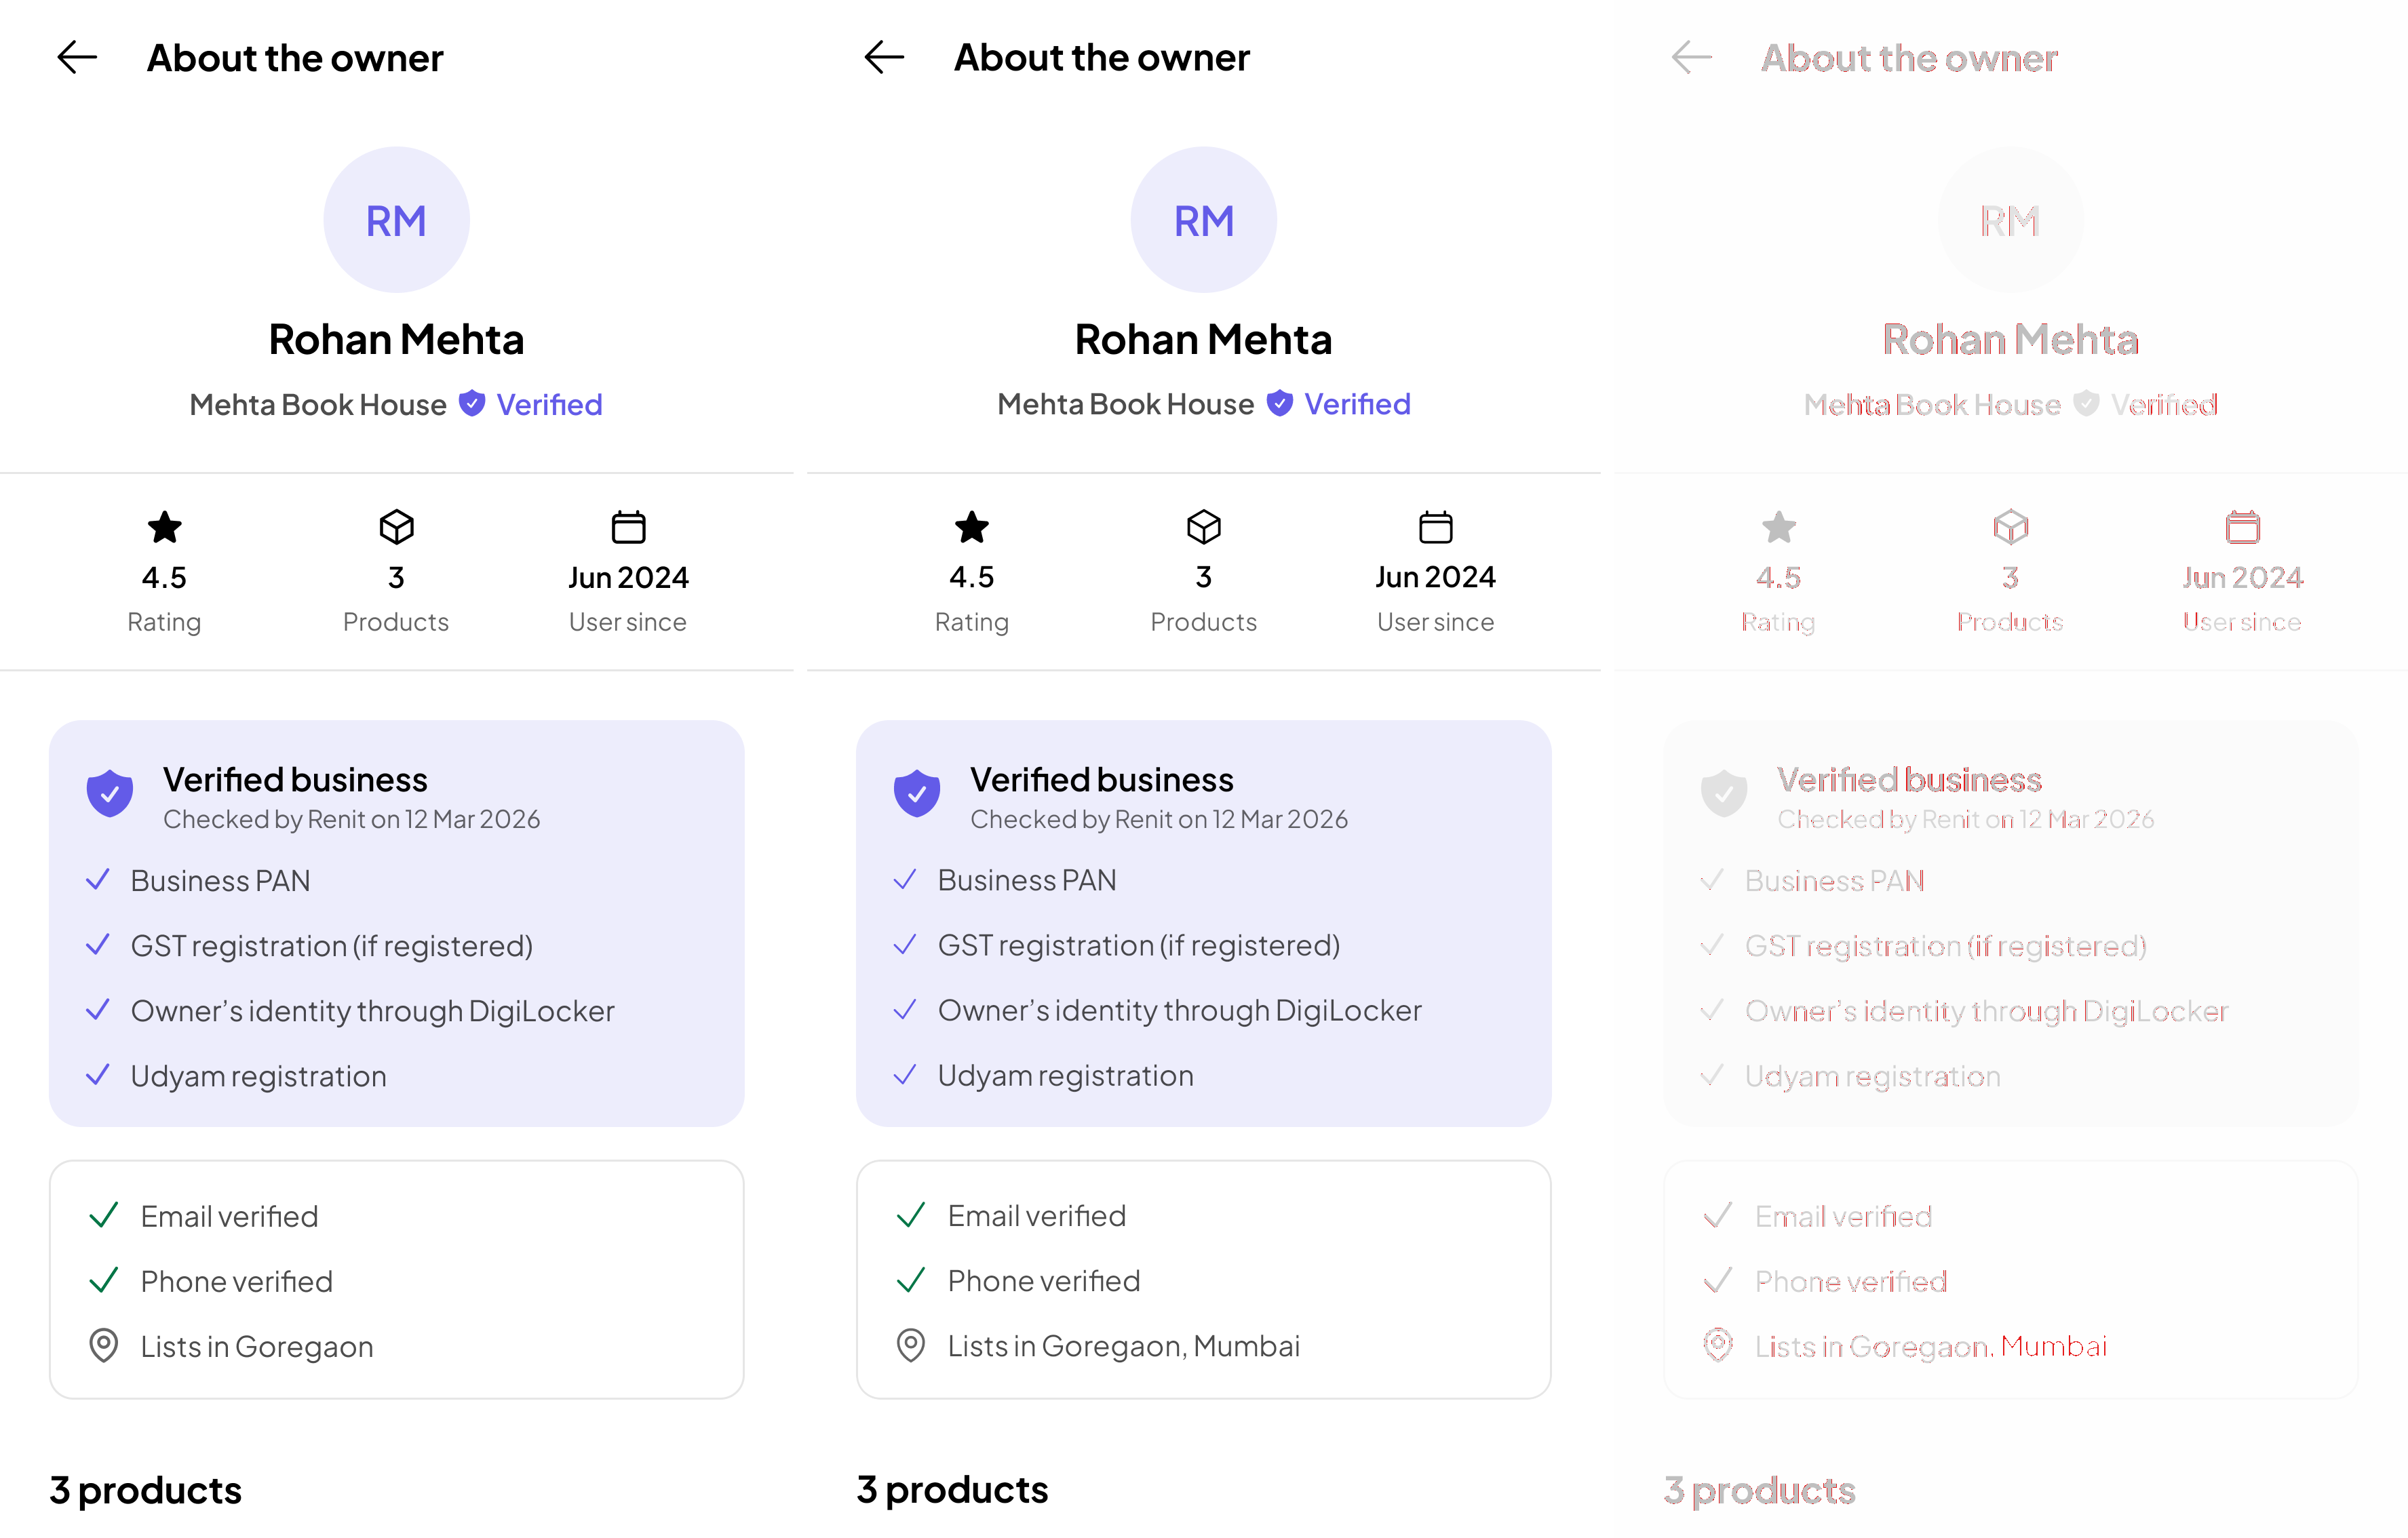 About the owner
RM
Rohan Mehta
Mehta Book House Verified
4.5 3 Jun 2024
Rating Products User since
Verified business
Checked by Renit on 12 Mar 2026
Business PAN
GST registration (if registered)
Owner’s identity through DigiLocker
Udyam registration
Email verified
Phone verified
Lists in Goregaon
3 products
About the owner
RM
Rohan Mehta
Mehta Book House Verified
4.5 3 Jun 2024
Rating Products User since
Verified business
Checked by Renit on 12 Mar 2026
Business PAN
GST registration (if registered)
Owner’s identity through DigiLocker
Udyam registration
Email verified
Phone verified
Lists in Goregaon, Mumbai
3 products
About the owner
RM
Rohan Mehta
Mehta Book House Verified
4.5 3 Jun 2024
Rating Products User since
Verified business
Checked by Renit on 12 Mar 2026
Business PAN
GST registration (if registered)
Owner’s identity through DigiLocker
Udyam registration
Email verified
Phone verified
Lists in Goregaon, Mumbai
3 products